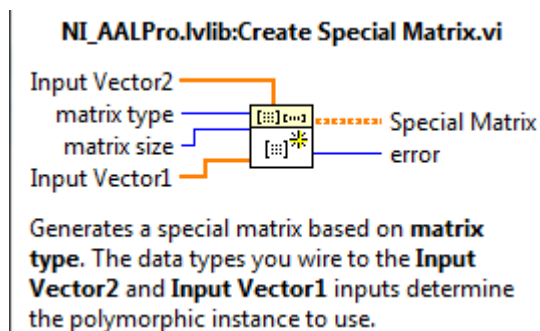 NI_AALPro.lvlib:Create Special Matrix.vi
Input Vector2
matrix type
matrix size
Input Vector1
Special Matrix
error
Generates a special matrix based on matrix
type. The data types you wire to the Input
Vector2 and Input Vector1 inputs determine
the polymorphic instance to use.